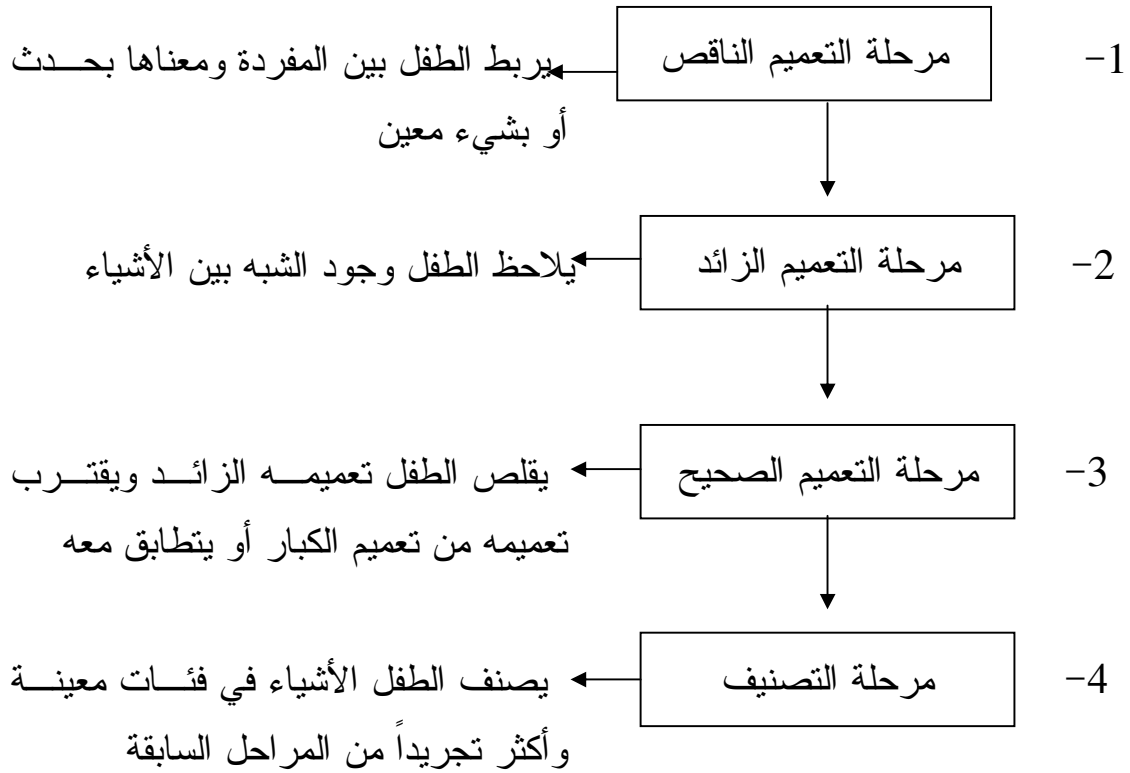 1- مرحلة التعميم الناقص يربط الطفل بين المفردة ومعناها بحدث
أو بشيء معين
2- مرحلة التعميم الزائد يلاحظ الطفل وجود الشبه بين الأشياء
3- مرحلة التعميم الصحيح يقلص الطفل تعميمه الزائد ويقترب
تعميمه من تعميم الكبار أو يتطابق معه
4- مرحلة التصنيف يصنف الطفل الأشياء في فئات معينة
وأكثر تجريداً من المراحل السابقة